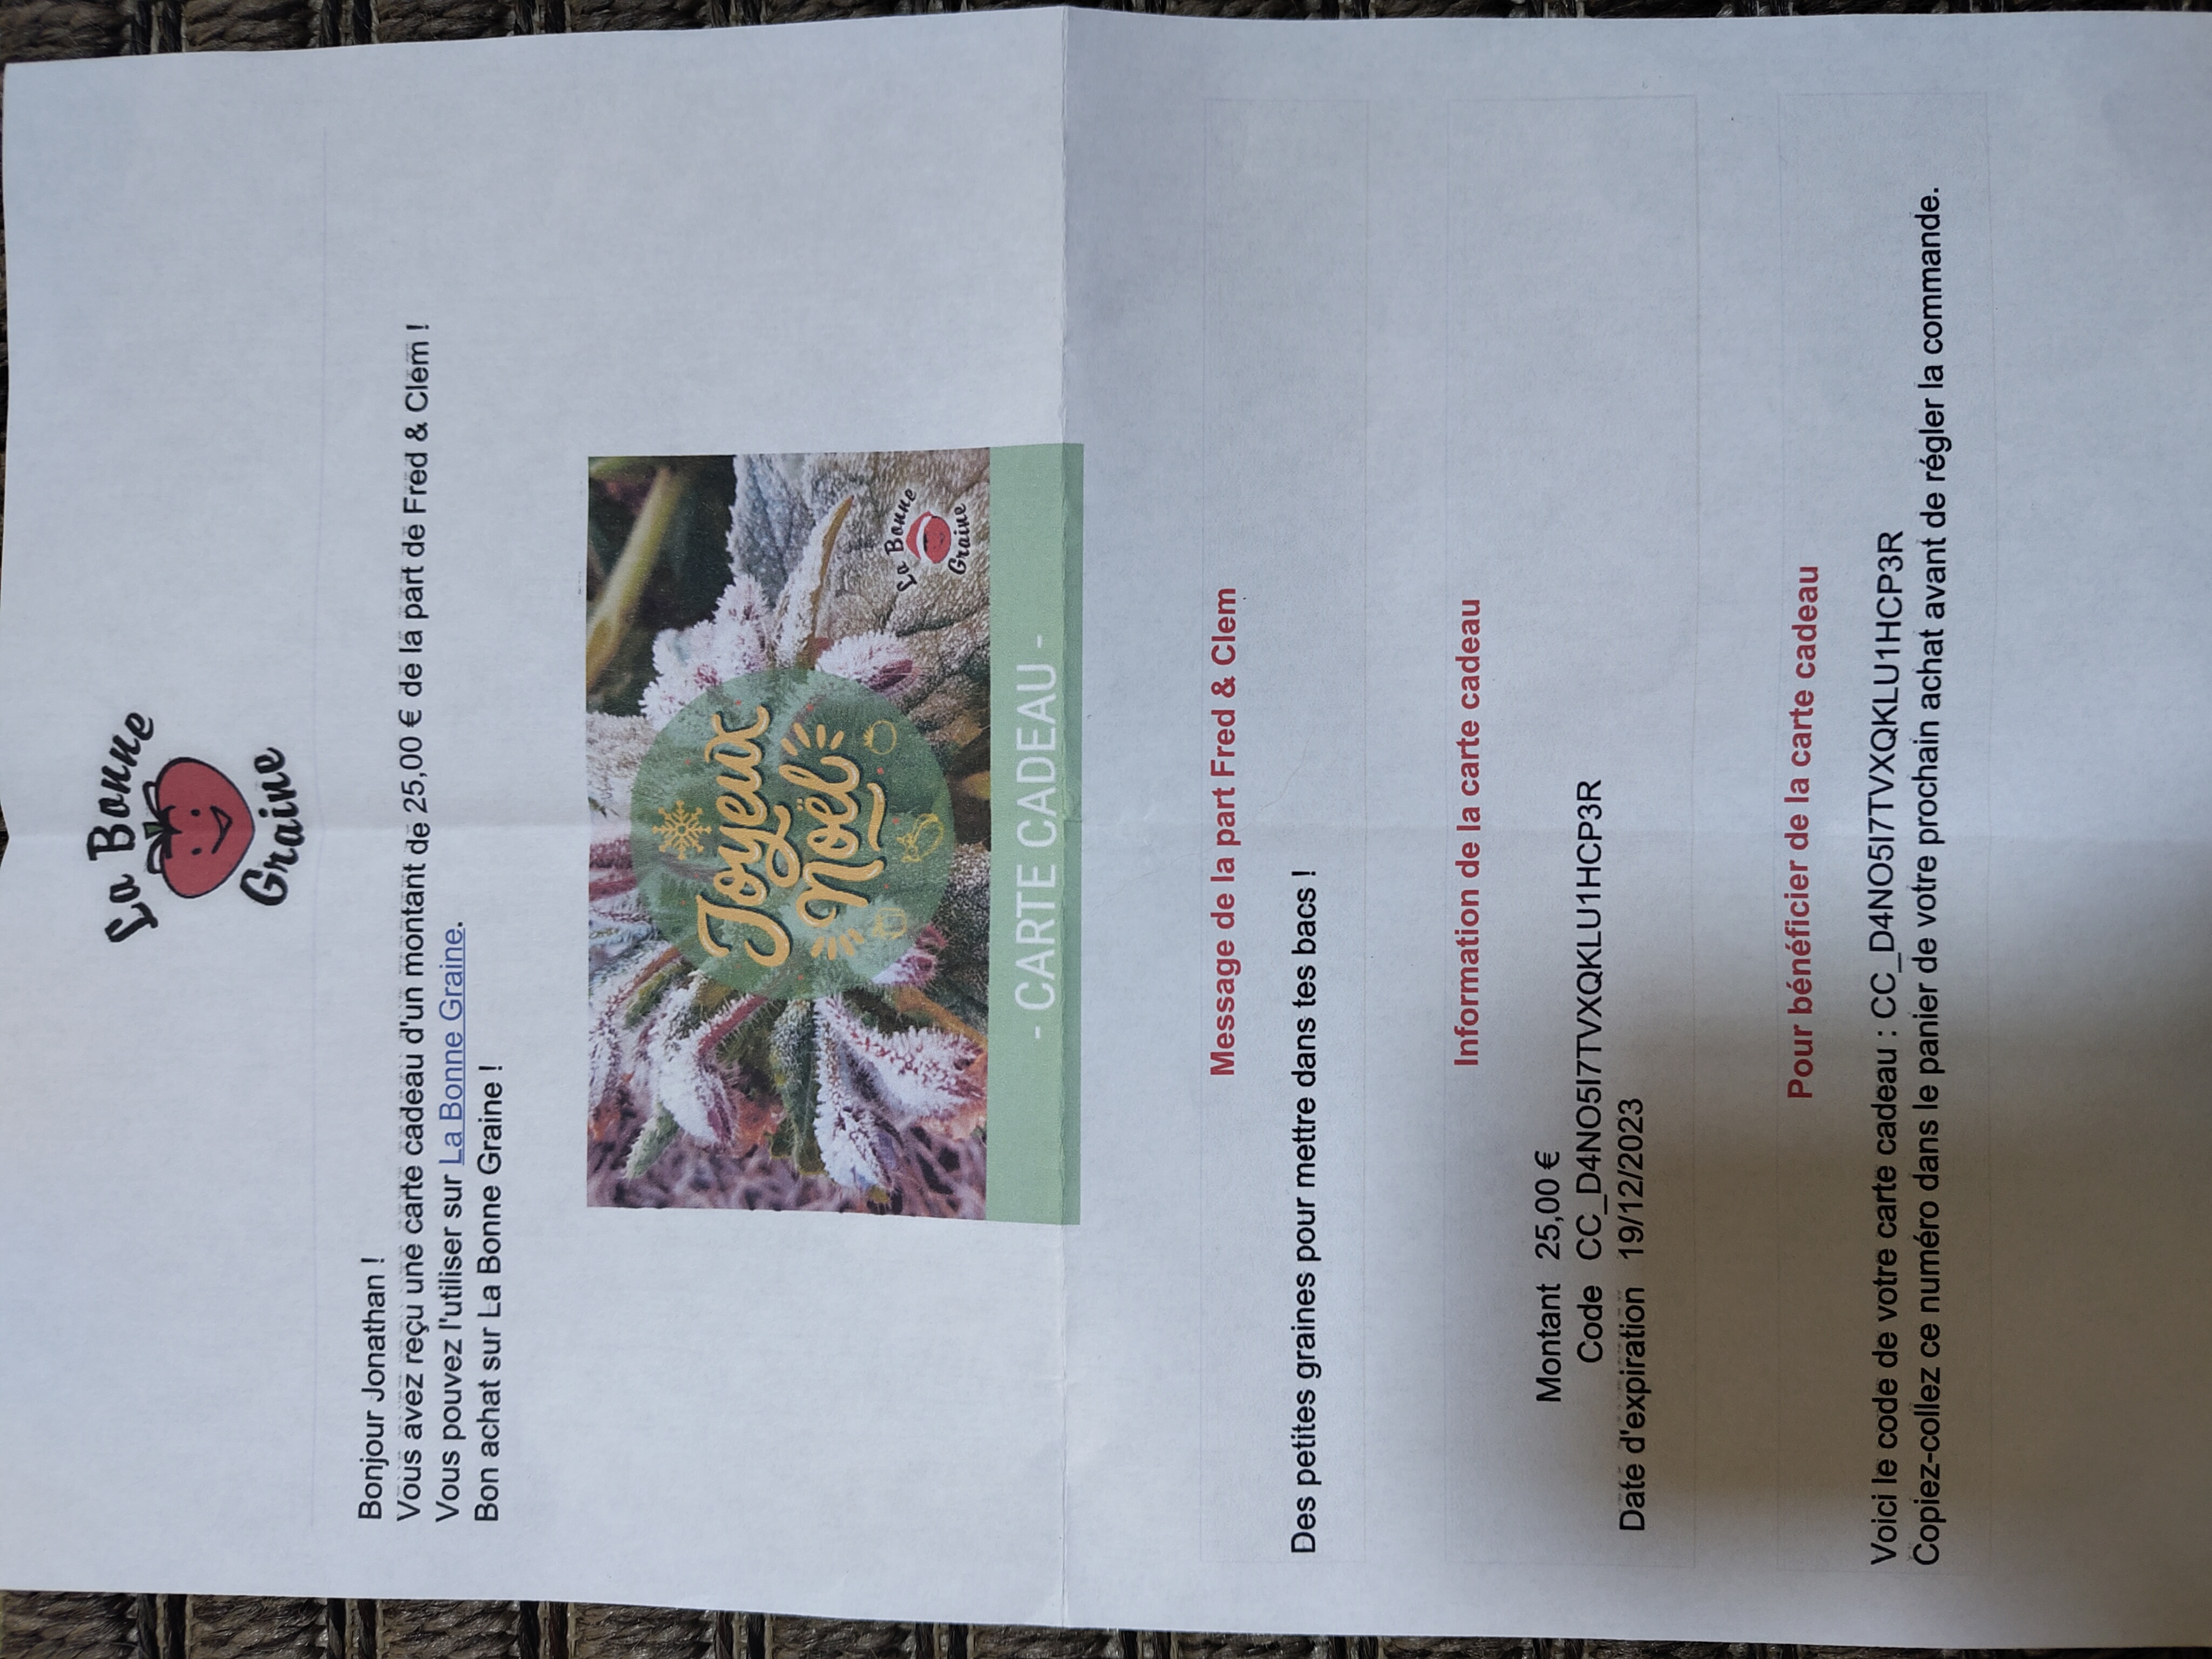 La Bonne
Graine
Bonjour Jonathan !
Vous avez reçu une carte cadeau d'un montant de 25,00 € de la part de Fred & Clem !
Vous pouvez l'utiliser sur La Bonne Graine.
Bon achat sur La Bonne Graine !
Joyeux
Noël
La Bonne
Graine
- CARTE CADEAU -
Message de la part Fred & Clem
Des petites graines pour mettre dans tes bacs !
Information de la carte cadeau
Montant 25,00 €
Code CC_D4NO5I7TVXQKLU1HCP3R
Date d'expiration 19/12/2023
Pour bénéficier de la carte cadeau
Voici le code de votre carte cadeau : CC_D4NO5I7TVXQKLU1HCP3R
Copiez-collez ce numéro dans le panier de votre prochain achat avant de régler la commande.